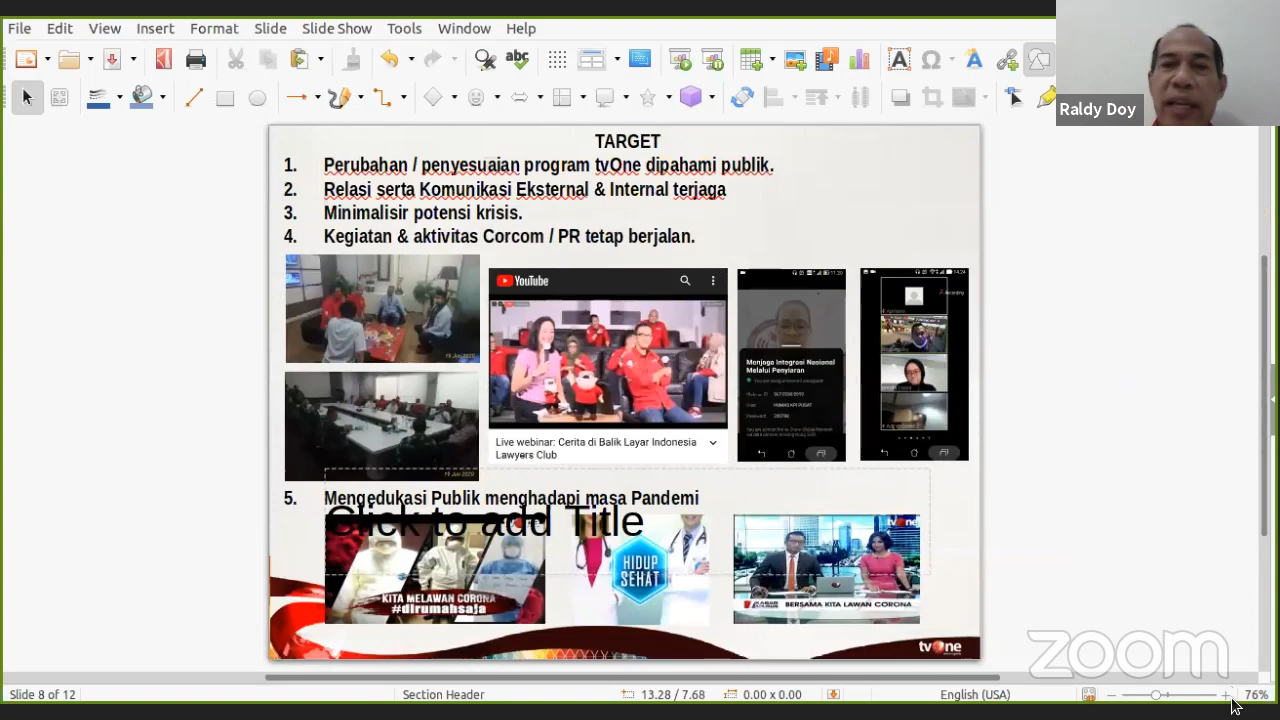 File Edit View Insert Format Slide Slide Show Tools Window Help
abc
Raldy Doy
TARGET
1. Perubahan / penyesuaian program tvOne dipahami publik.
2. Relasi serta Komunikasi Eksternal & Internal terjaga
3. Minimalisir potensi krisis.
4. Kegiatan & aktivitas Corcom / PR tetap berjalan.
YouTube
Menjaga Integrasi Nasional
Melalui Penyiaran
Live webinar: Cerita di Balik Layar Indonesia
Lawyers Club
5. Mengedukasi Publik menghadapi masa Pandemi
Click to add Title
KITA MELAWAN CORONA
#dirumahsaja
HIDUP
SEHAT
tvOne
BERSAMA KITA LAWAN CORONA
tvOne
zoom
Slide 8 of 12
Section Header
13.28 / 7.68
0.00 x 0.00
English (USA)
76%